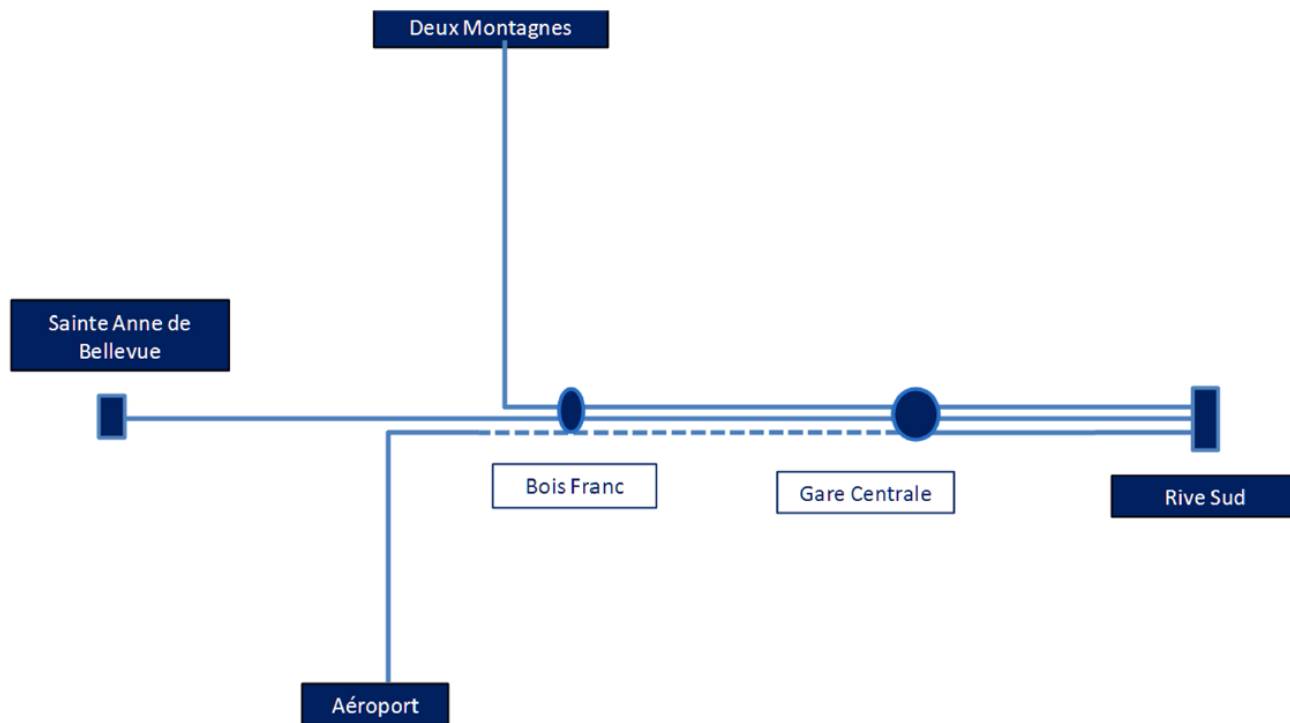 Deux Montagnes
Sainte Anne de
Bellevue
Bois Franc
Gare Centrale
Rive Sud
Aéroport